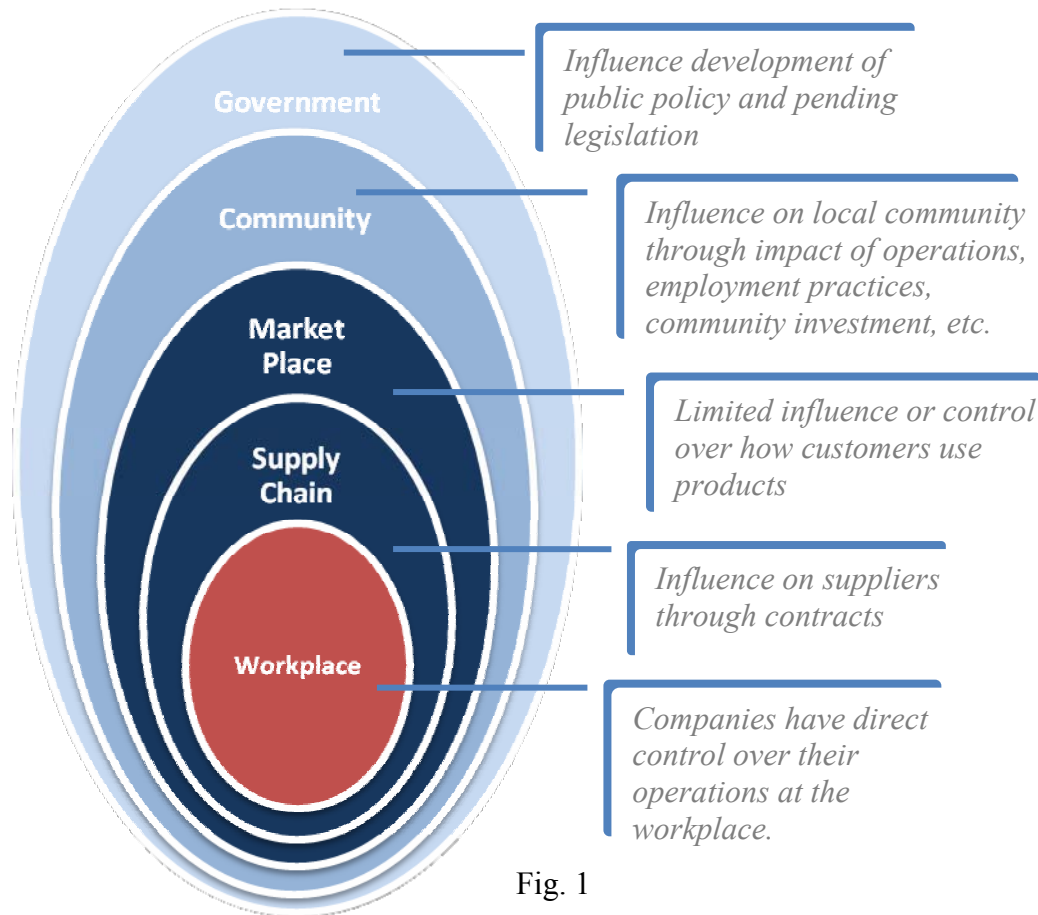 Government
Influence development of
public policy and pending
legislation
Community
Influence on local community
through impact of operations,
employment practices,
community investment, etc.
Market
Place
Limited influence or control
over how customers use
products
Supply
Chain
Influence on suppliers
through contracts
Workplace
Companies have direct
control over their
operations at the
workplace.
Fig. 1